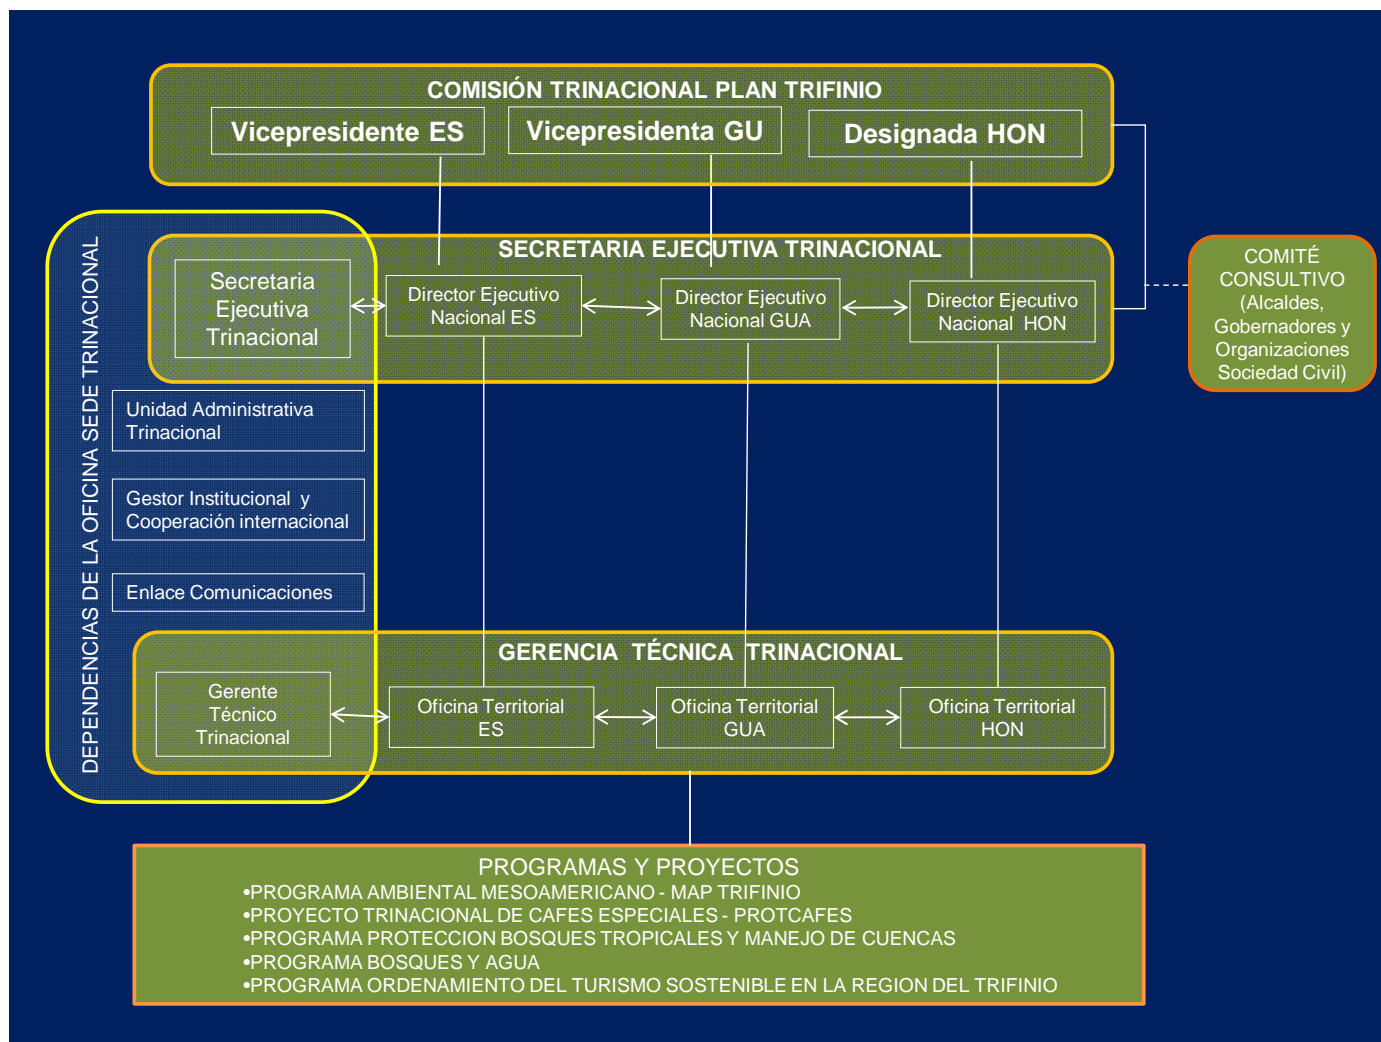 COMISIÓN TRINACIONAL PLAN TRIFINIO
Vicepresidente ES
Vicepresidenta GU
Designada HON
DEPENDENCIAS DE LA OFICINA SEDE TRINACIONAL
SECRETARIA EJECUTIVA TRINACIONAL
Secretaria
Ejecutiva
Trinacional
Director Ejecutivo
Nacional ES
Director Ejecutivo
Nacional GUA
Director Ejecutivo
Nacional HON
COMITÉ
CONSULTIVO
(Alcaldes,
Gobernadores y
Organizaciones
Sociedad Civil)
Unidad Administrativa
Trinacional
Gestor Institucional y
Cooperación internacional
Enlace Comunicaciones
GERENCIA TÉCNICA TRINACIONAL
Gerente
Técnico
Trinacional
Oficina Territorial
ES
Oficina Territorial
GUA
Oficina Territorial
HON
PROGRAMAS Y PROYECTOS
•PROGRAMA AMBIENTAL MESOAMERICANO - MAP TRIFINIO
•PROYECTO TRINACIONAL DE CAFES ESPECIALES - PROTCAFES
•PROGRAMA PROTECCION BOSQUES TROPICALES Y MANEJO DE CUENCAS
•PROGRAMA BOSQUES Y AGUA
•PROGRAMA ORDENAMIENTO DEL TURISMO SOSTENIBLE EN LA REGION DEL TRIFINIO